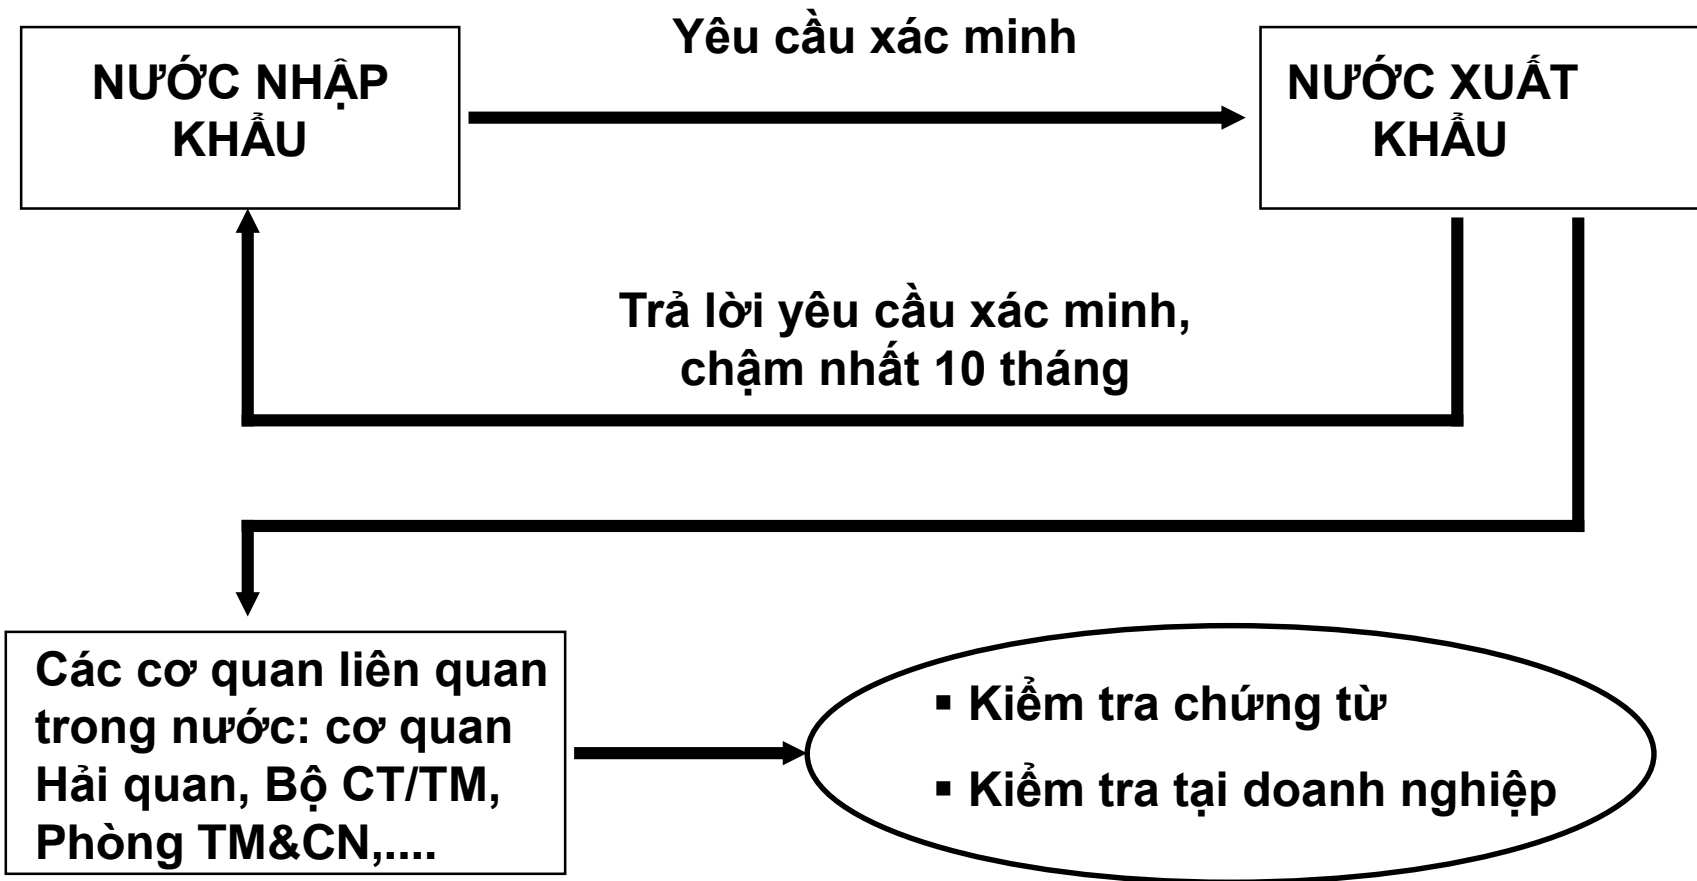 Yêu cầu xác minh
NƯỚC NHẬP
KHẨU
NƯỚC XUẤT
KHẨU
Trả lời yêu cầu xác minh,
chậm nhất 10 tháng
Các cơ quan liên quan
trong nước: cơ quan
Hải quan, Bộ CT/TM,
Phòng TM&CN,....
▪ Kiểm tra chứng từ
▪ Kiểm tra tại doanh nghiệp